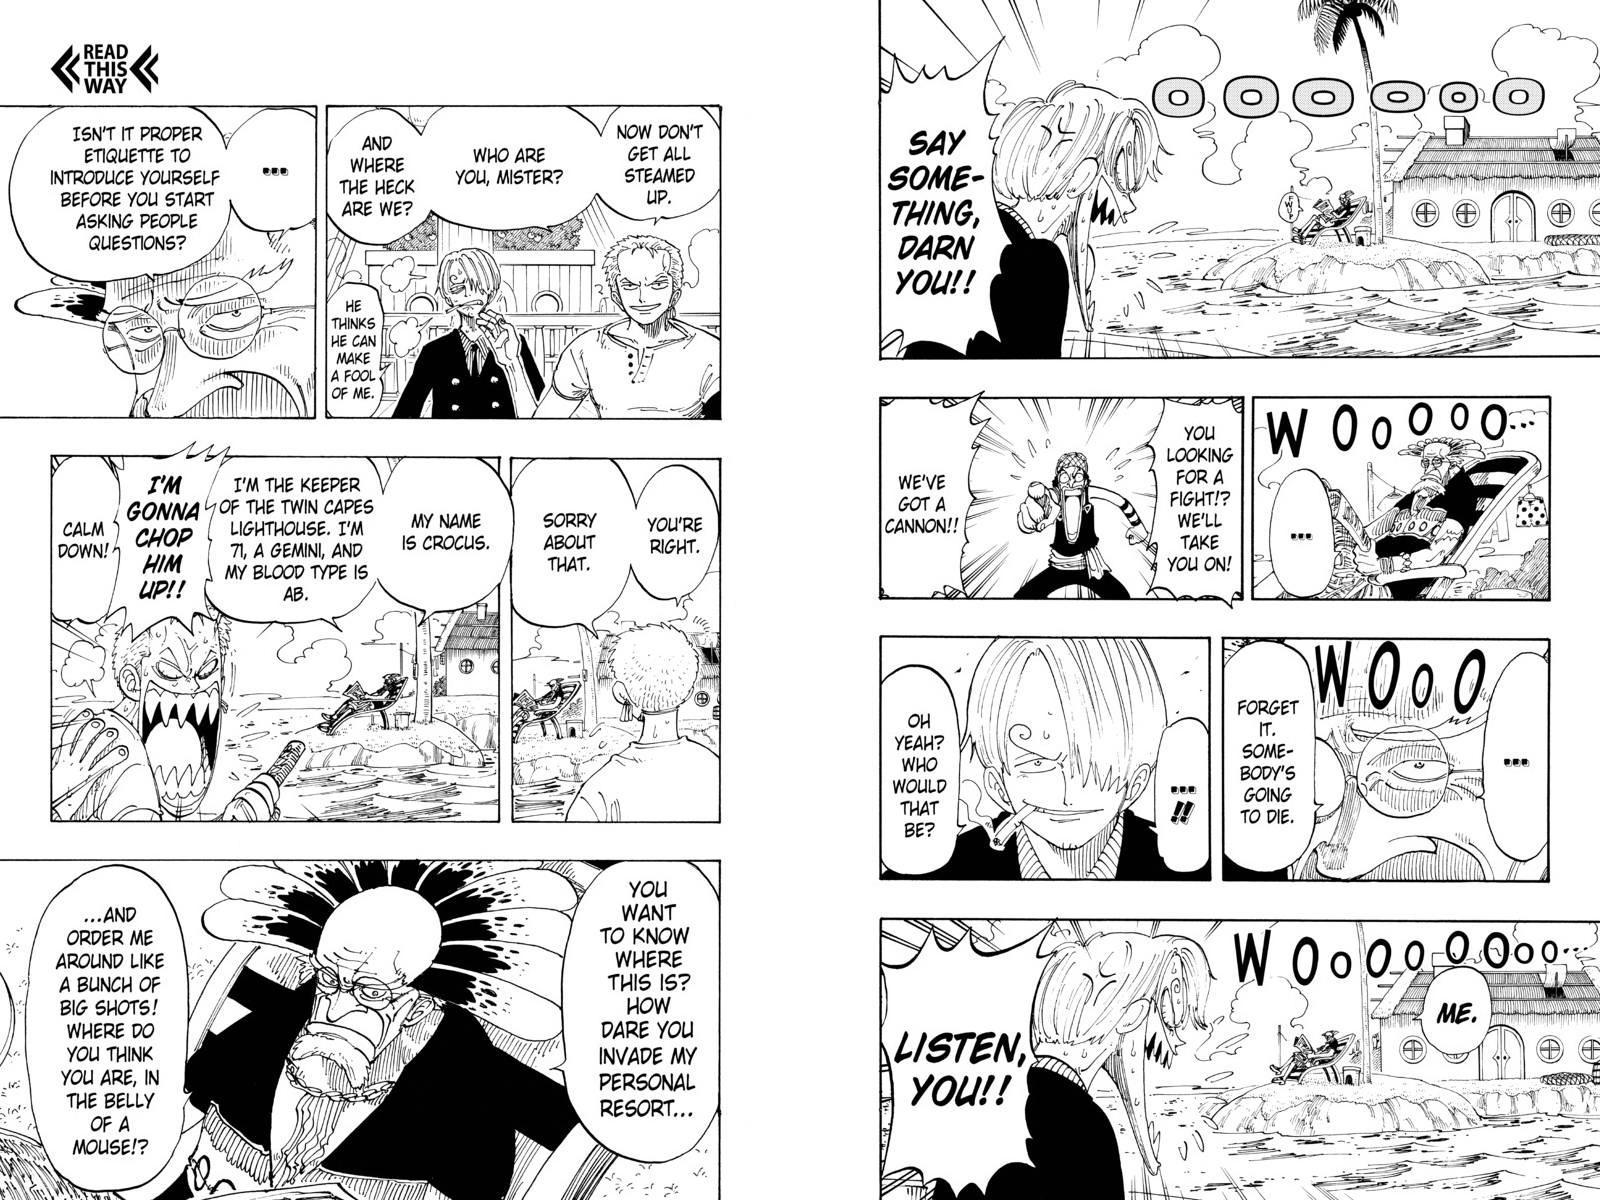 oooooo
FWIP
SAY
SOME-
THING,
DARN
YOU!!
WOoooo...
...
YOU
LOOKING
FOR A
FIGHT!?
WE'LL
TAKE
YOU ON!
WE'VE
GOT A
CANNON!!
WOoo
...
FORGET
IT.
SOME-
BODY'S
GOING
TO DIE.
...!!
OH
YEAH?
WHO
WOULD
THAT
BE?
WOooooooo...
ME.
LISTEN,
YOU!!
READ
THIS
WAY
NOW DON'T
GET ALL
STEAMED
UP.
WHO ARE
YOU, MISTER?
AND
WHERE
THE HECK
ARE WE?
HE
THINKS
HE CAN
MAKE
A FOOL
OF ME.
...
ISN'T IT PROPER
ETIQUETTE TO
INTRODUCE YOURSELF
BEFORE YOU START
ASKING PEOPLE
QUESTIONS?
YOU'RE
RIGHT.
SORRY
ABOUT
THAT.
MY NAME
IS CROCUS.
I'M THE KEEPER
OF THE TWIN CAPES
LIGHTHOUSE. I'M
71, A GEMINI, AND
MY BLOOD TYPE IS
AB.
I'M
GONNA
CHOP
HIM
UP!!
CALM
DOWN!
YOU
WANT
TO KNOW
WHERE
THIS IS?
HOW
DARE YOU
INVADE MY
PERSONAL
RESORT...
...AND
ORDER ME
AROUND LIKE
A BUNCH OF
BIG SHOTS!
WHERE DO
YOU THINK
YOU ARE, IN
THE BELLY
OF A
MOUSE!?